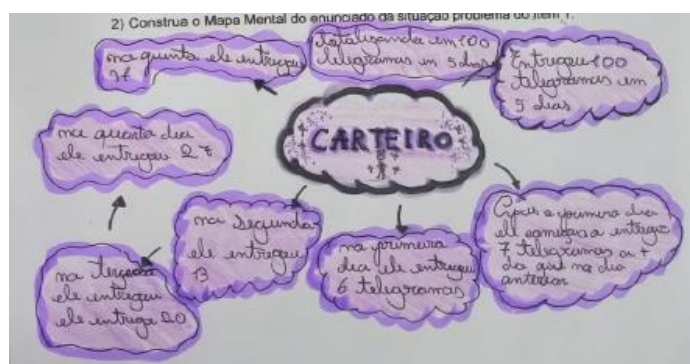 2) Construa o Mapa Mental do enunciado da situação problema do item 1.
totalizando em 100
telegramas em 5 dias
Entregou 100
telegramas em
5 dias
na quinta ele entregou
na quarta dia
ele entregou 27
CARTEIRO
na segunda
ele entregou
13
na terceira
ele entregou
ele entrega 20
na primeira
dia ele entregou
6 telegramas
Após o primeiro dia
ele começou a entregar
7 telegramas a +
do que no dia
anterior